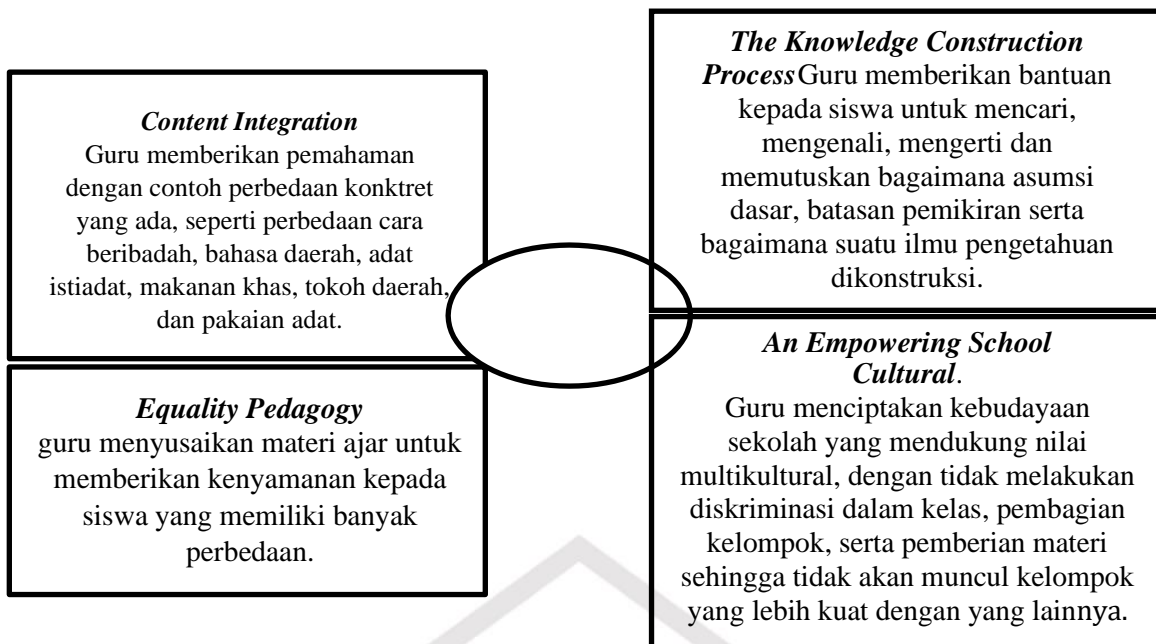 Content Integration
Guru memberikan pemahaman
dengan contoh perbedaan konktret
yang ada, seperti perbedaan cara
beribadah, bahasa daerah, adat
istiadat, makanan khas, tokoh daerah,
dan pakaian adat.
Equality Pedagogy
guru menyusaikan materi ajar untuk
memberikan kenyamanan kepada
siswa yang memiliki banyak
perbedaan.
The Knowledge Construction
Process Guru memberikan bantuan
kepada siswa untuk mencari,
mengenali, mengerti dan
memutuskan bagaimana asumsi
dasar, batasan pemikiran serta
bagaimana suatu ilmu pengetahuan
dikonstruksi.
An Empowering School
Cultural.
Guru menciptakan kebudayaan
sekolah yang mendukung nilai
multikultural, dengan tidak melakukan
diskriminasi dalam kelas, pembagian
kelompok, serta pemberian materi
sehingga tidak akan muncul kelompok
yang lebih kuat dengan yang lainnya.